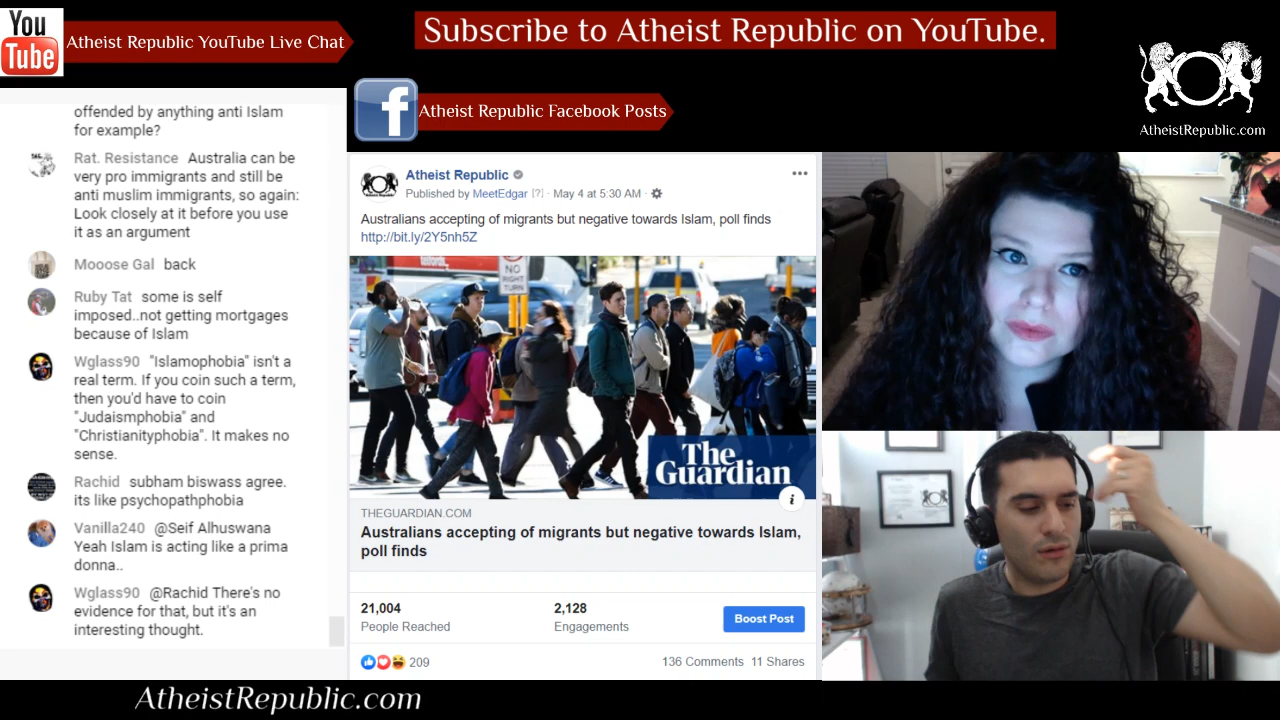 You
Tube
Atheist Republic YouTube Live Chat
Subscribe to Atheist Republic on YouTube.
AtheistRepublic.com
f
Atheist Republic Facebook Posts
offended by anything anti Islam
for example?
Rat. Resistance Australia can be
very pro immigrants and still be
anti muslim immigrants, so again:
Look closely at it before you use
it as an argument
Mooose Gal back
Ruby Tat some is self
imposed..not getting mortgages
because of Islam
Wglass90 "Islamophobia" isn't a
real term. If you coin such a term,
then you'd have to coin
"Judaismphobia" and
"Christianityphobia". It makes no
sense.
Rachid subham biswass agree.
its like psychopathphobia
Vanilla240 @Seif Alhuswana
Yeah Islam is acting like a prima
donna..
Wglass90 @Rachid There's no
evidence for that, but it's an
interesting thought.
Atheist Republic
Published by MeetEdgar [?] · May 4 at 5:30 AM ·
Australians accepting of migrants but negative towards Islam, poll finds
http://bit.ly/2Y5nh5Z
NO
RIGHT
TURN
The
Guardian
i
THEGUARDIAN.COM
Australians accepting of migrants but negative towards Islam,
poll finds
21,004
People Reached
2,128
Engagements
Boost Post
209
136 Comments 11 Shares
AtheistRepublic.com